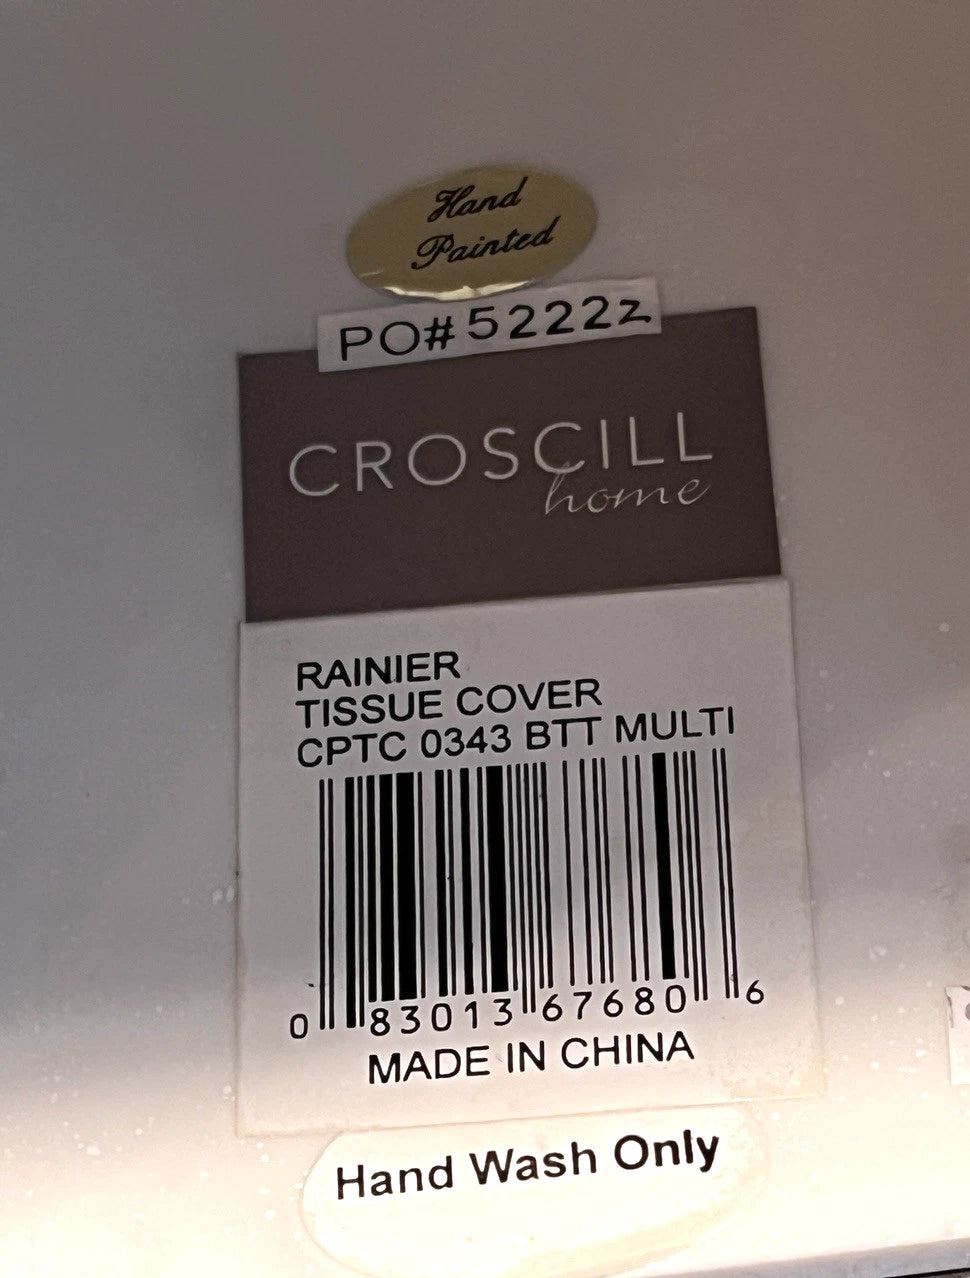 Hand
Painted
PO#5222z
CROSCILL
home
RAINIER
TISSUE COVER
CPTC 0343 BTT MULTI
0 83013 67680 6
MADE IN CHINA
Hand Wash Only